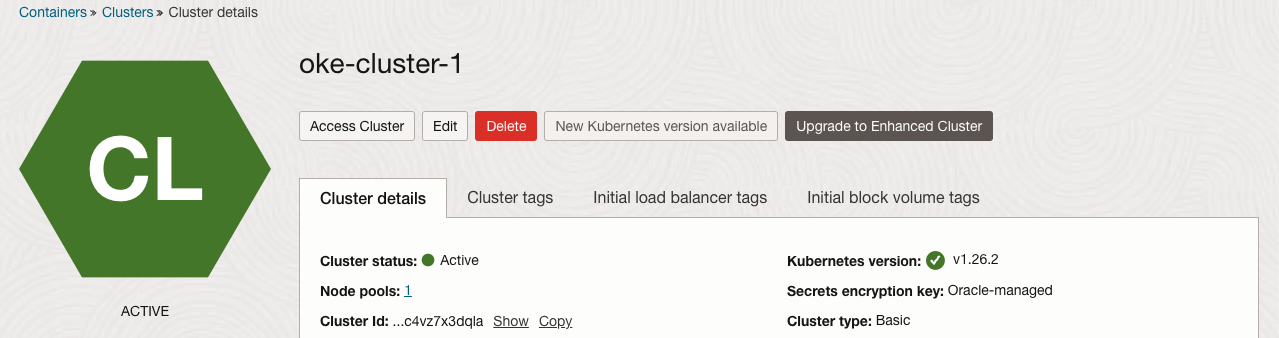 Containers » Clusters » Cluster details
CL
ACTIVE
oke-cluster-1
Access Cluster Edit Delete New Kubernetes version available Upgrade to Enhanced Cluster
Cluster details Cluster tags Initial load balancer tags Initial block volume tags
Cluster status: Active
Node pools: 1
Cluster Id: ...c4vz7x3dqla Show Copy
Kubernetes version: v1.26.2
Secrets encryption key: Oracle-managed
Cluster type: Basic